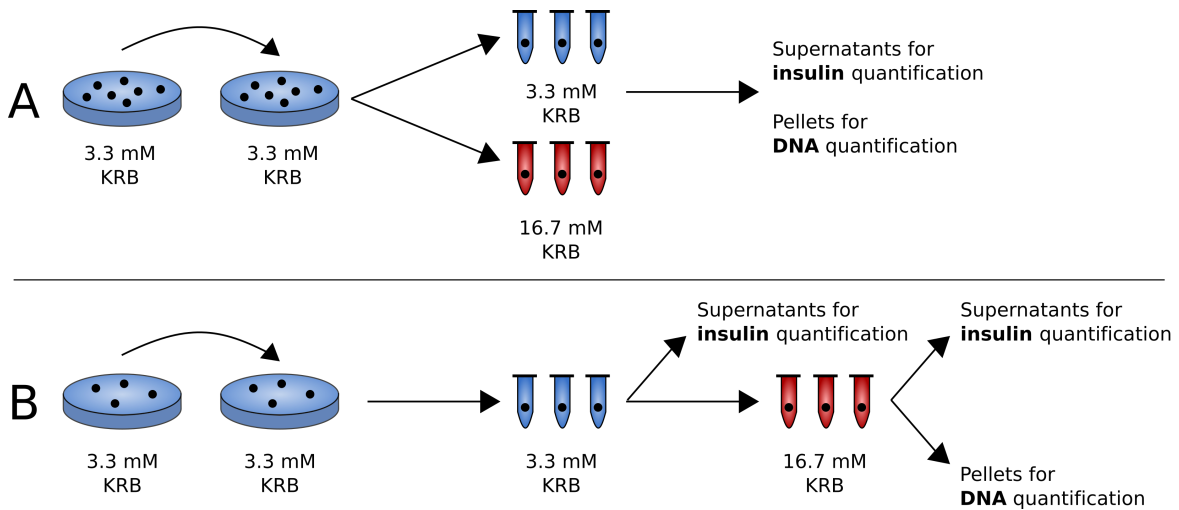 A
3.3 mM
KRB
3.3 mM
KRB
3.3 mM
KRB
16.7 mM
KRB
Supernatants for
insulin quantification
Pellets for
DNA quantification
B
3.3 mM
KRB
3.3 mM
KRB
3.3 mM
KRB
Supernatants for
insulin quantification
16.7 mM
KRB
Supernatants for
insulin quantification
Pellets for
DNA quantification